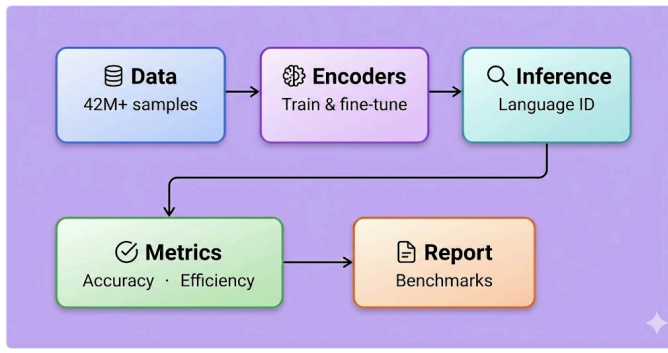 Data
42M+ samples
Encoders
Train & fine-tune
Inference
Language ID
Metrics
Accuracy · Efficiency
Report
Benchmarks